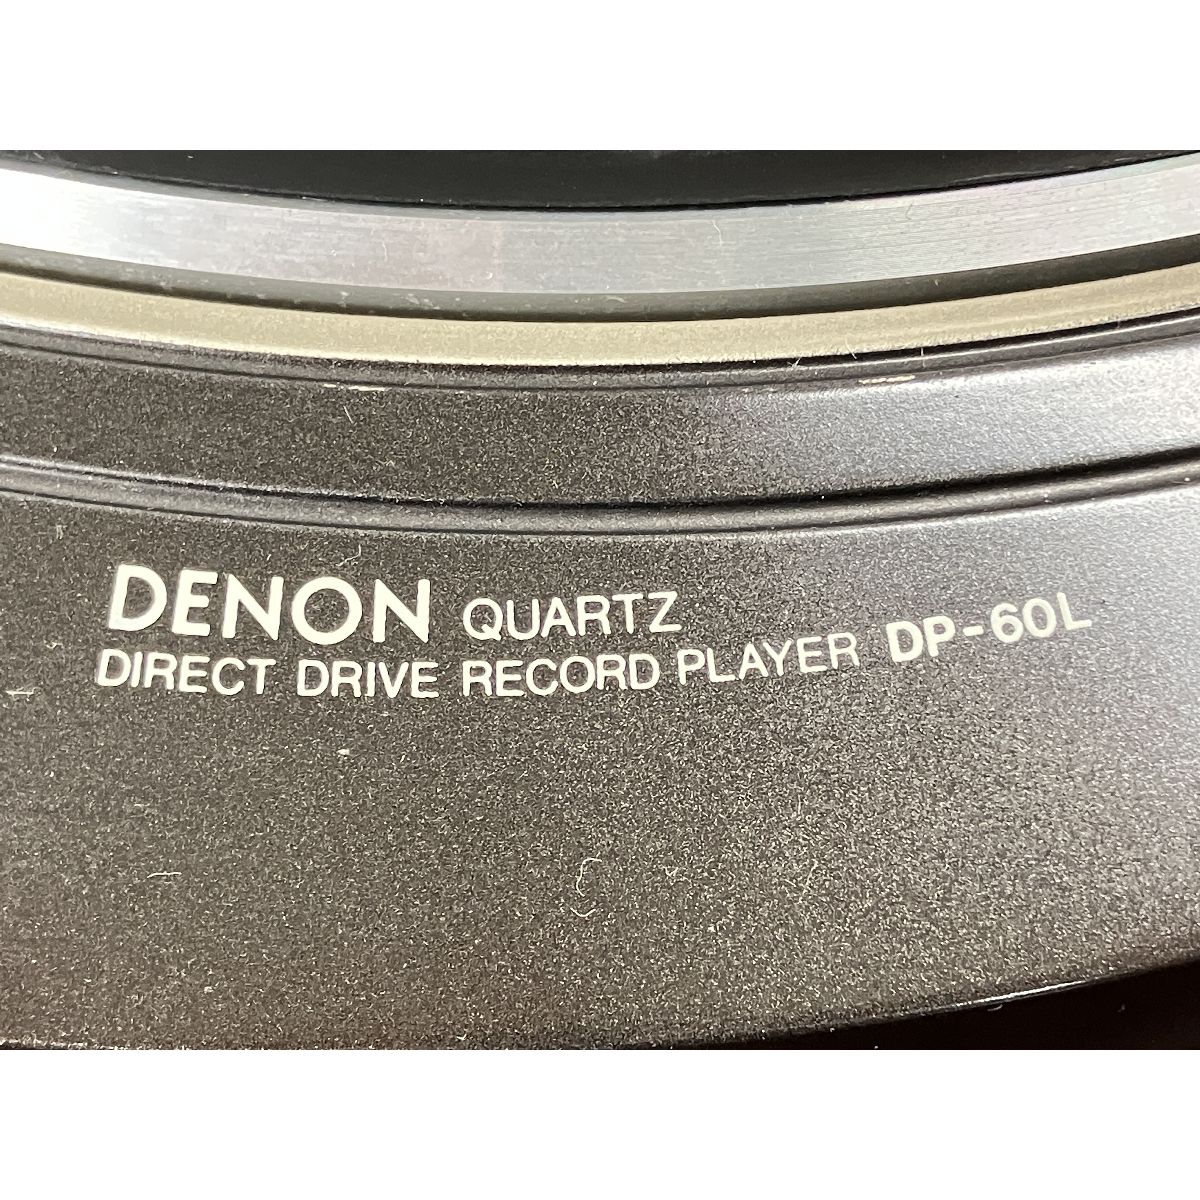 DENON QUARTZ
DIRECT DRIVE RECORD PLAYER DP-60L